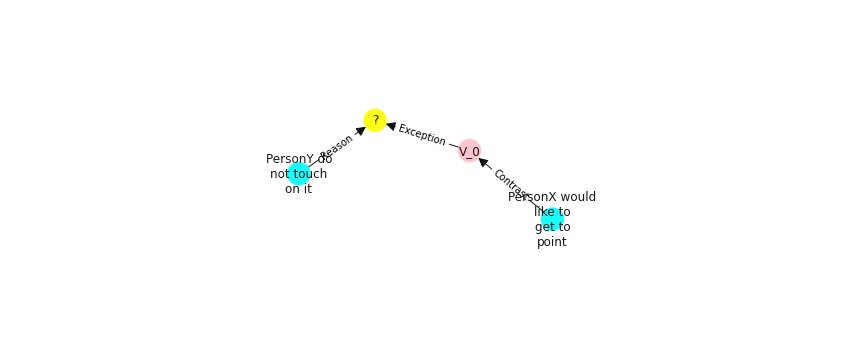 ?
Exception
Reason
V_0
PersonY do
not touch
on it
Contrast
PersonX would
like to
get to
point